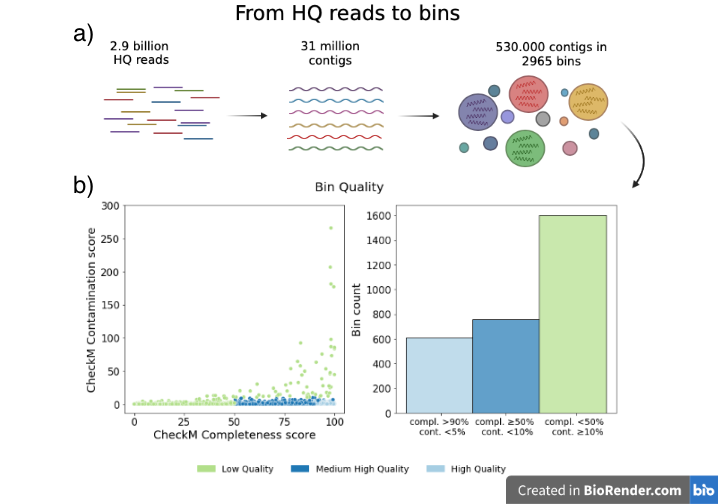 From HQ reads to bins
a)
2.9 billion
HQ reads
31 million
contigs
530.000 contigs in
2965 bins
b)
Bin Quality
CheckM Contamination score
300
250
200
150
100
50
0
0 25 50 75 100
CheckM Completeness score
Bin count
1600
1400
1200
1000
800
600
400
200
0
compl. >90%
cont. <5%
compl. ≥50%
cont. <10%
compl. <50%
cont. ≥10%
Low Quality
Medium High Quality
High Quality
Created in BioRender.com bio